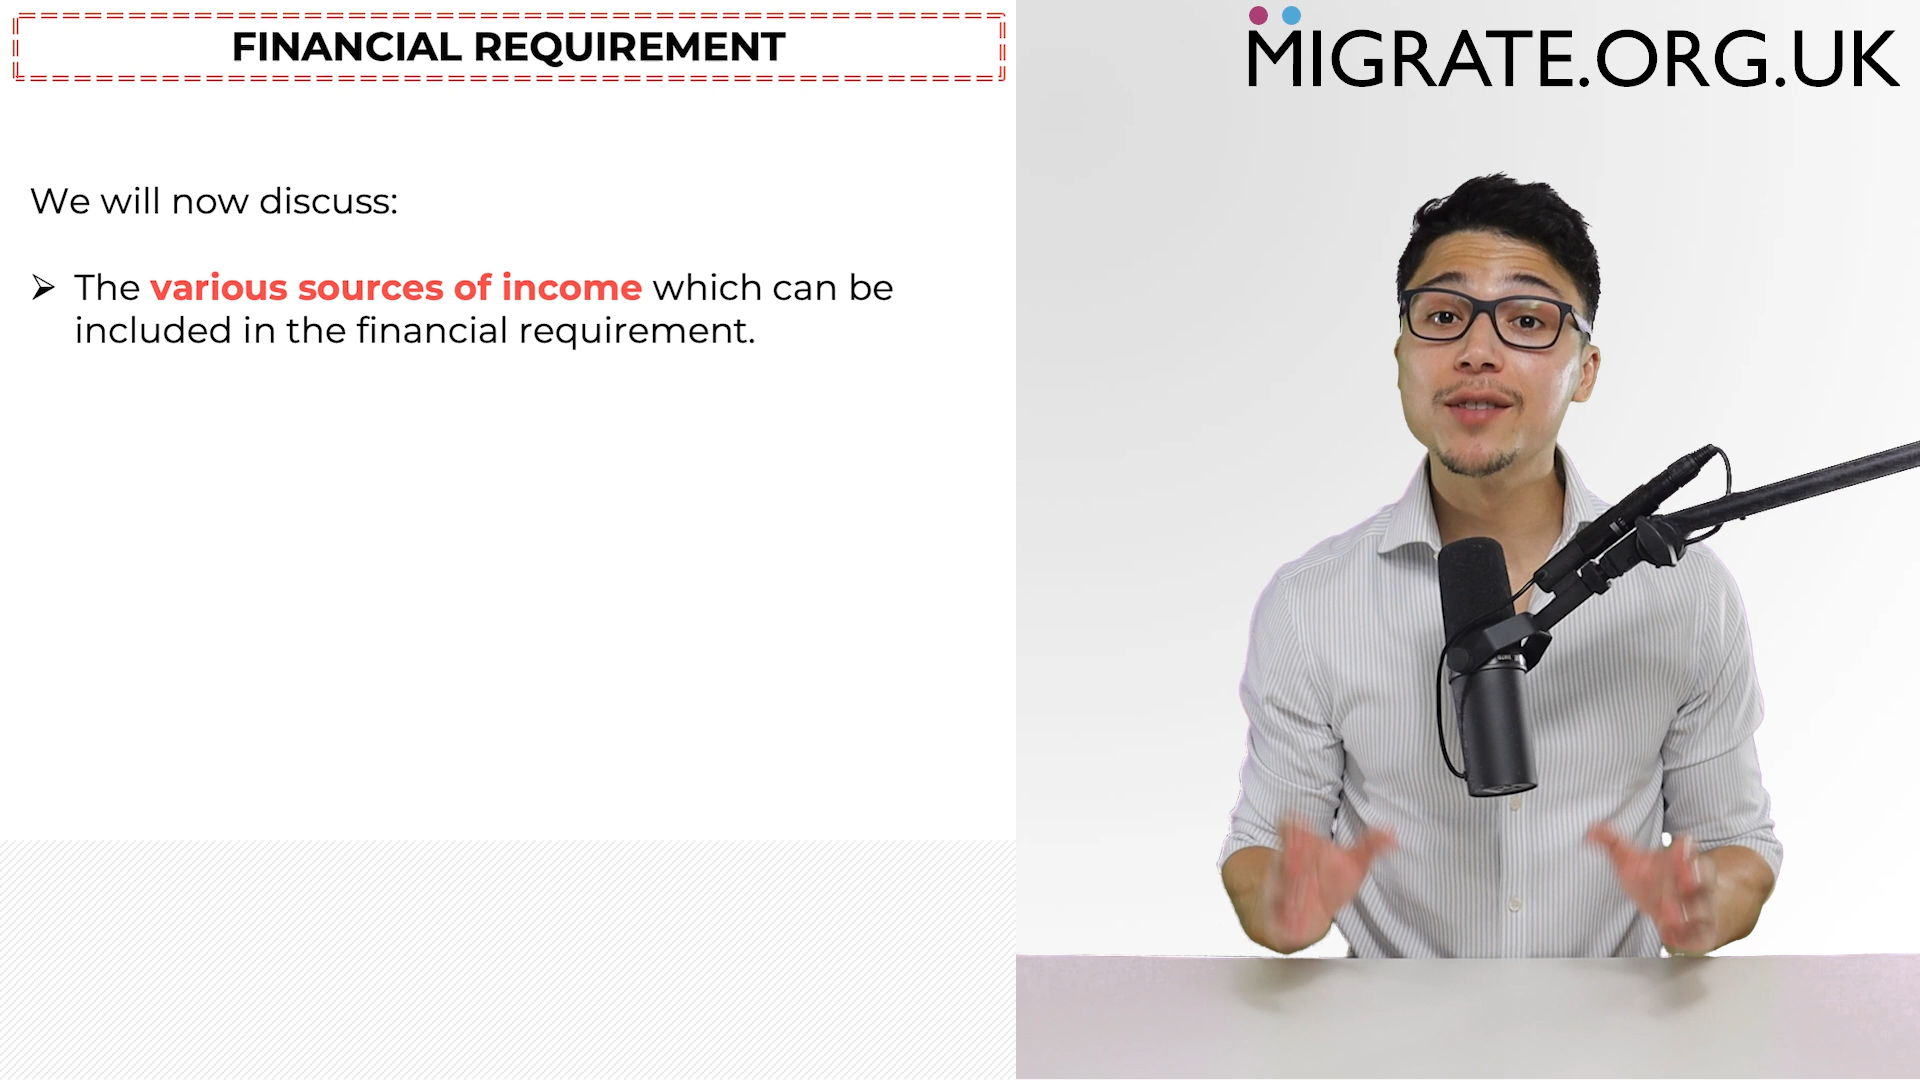 FINANCIAL REQUIREMENT
MIGRATE.ORG.UK
We will now discuss:
The various sources of income which can be
included in the financial requirement.